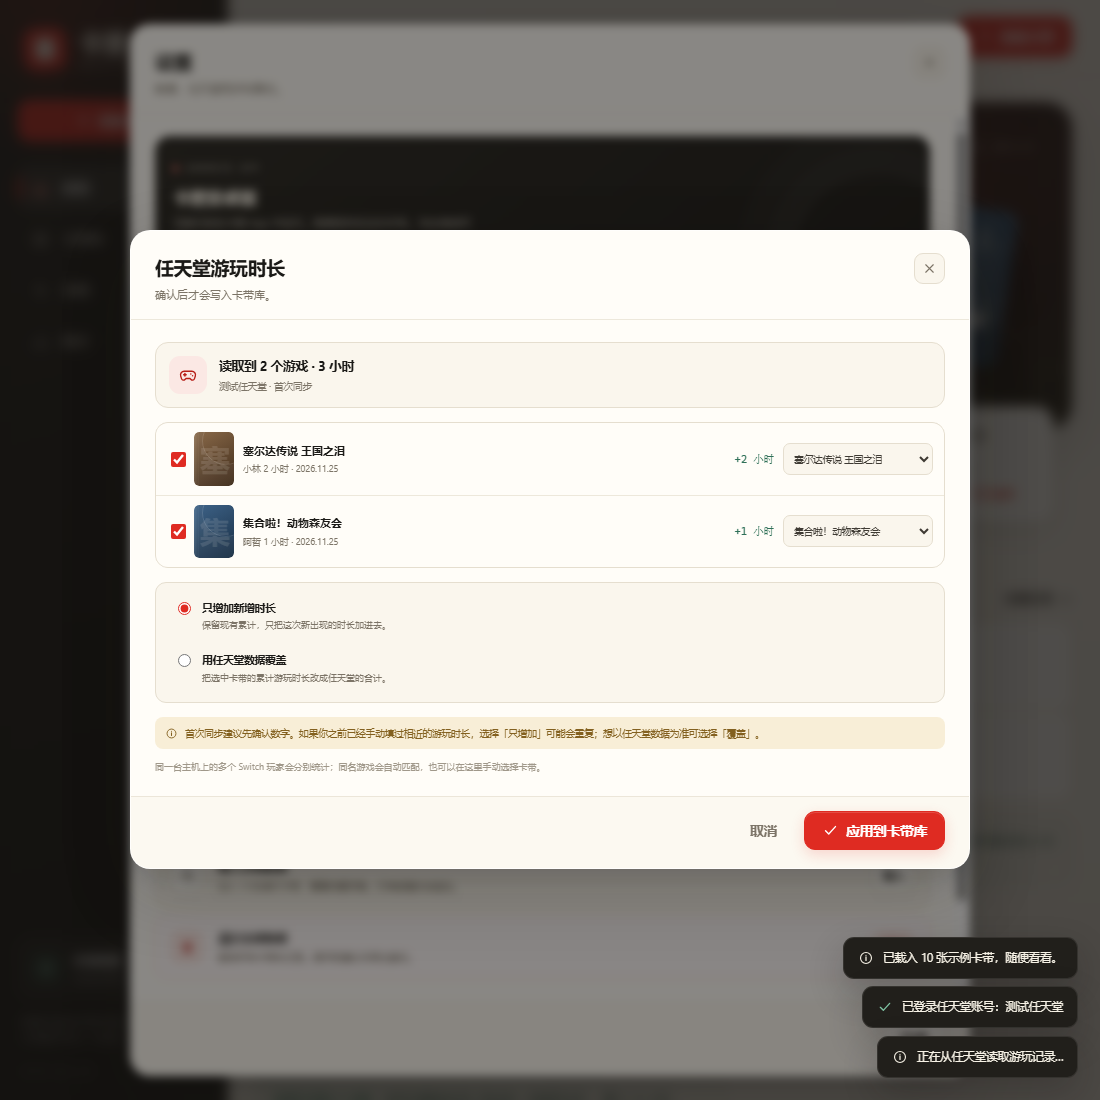 任天堂游玩时长
确认后才会写入卡带库。
读取到 2 个游戏 · 3 小时
测试任天堂 · 首次同步
塞
塞尔达传说 王国之泪
小林 2 小时 · 2026.11.25
+2 小时
塞尔达传说 王国之泪
集
集合啦！动物森友会
阿哲 1 小时 · 2026.11.25
+1 小时
集合啦！动物森友会
只增加新增时长
保留现有累计，只把这次新出现的时长加进去。
用任天堂数据覆盖
把选中卡带的累计游玩时长改成任天堂的合计。
首次同步建议先确认数字。如果你之前已经手动填过相近的游玩时长，选择「只增加」可能会重复；想以任天堂数据为准可选择「覆盖」。
同一台主机上的多个 Switch 玩家会分别统计；同名游戏会自动匹配，也可以在这里手动选择卡带。
取消
应用到卡带库
已载入 10 张示例卡带，随便看看。
已登录任天堂账号：测试任天堂
正在从任天堂读取游玩记录…